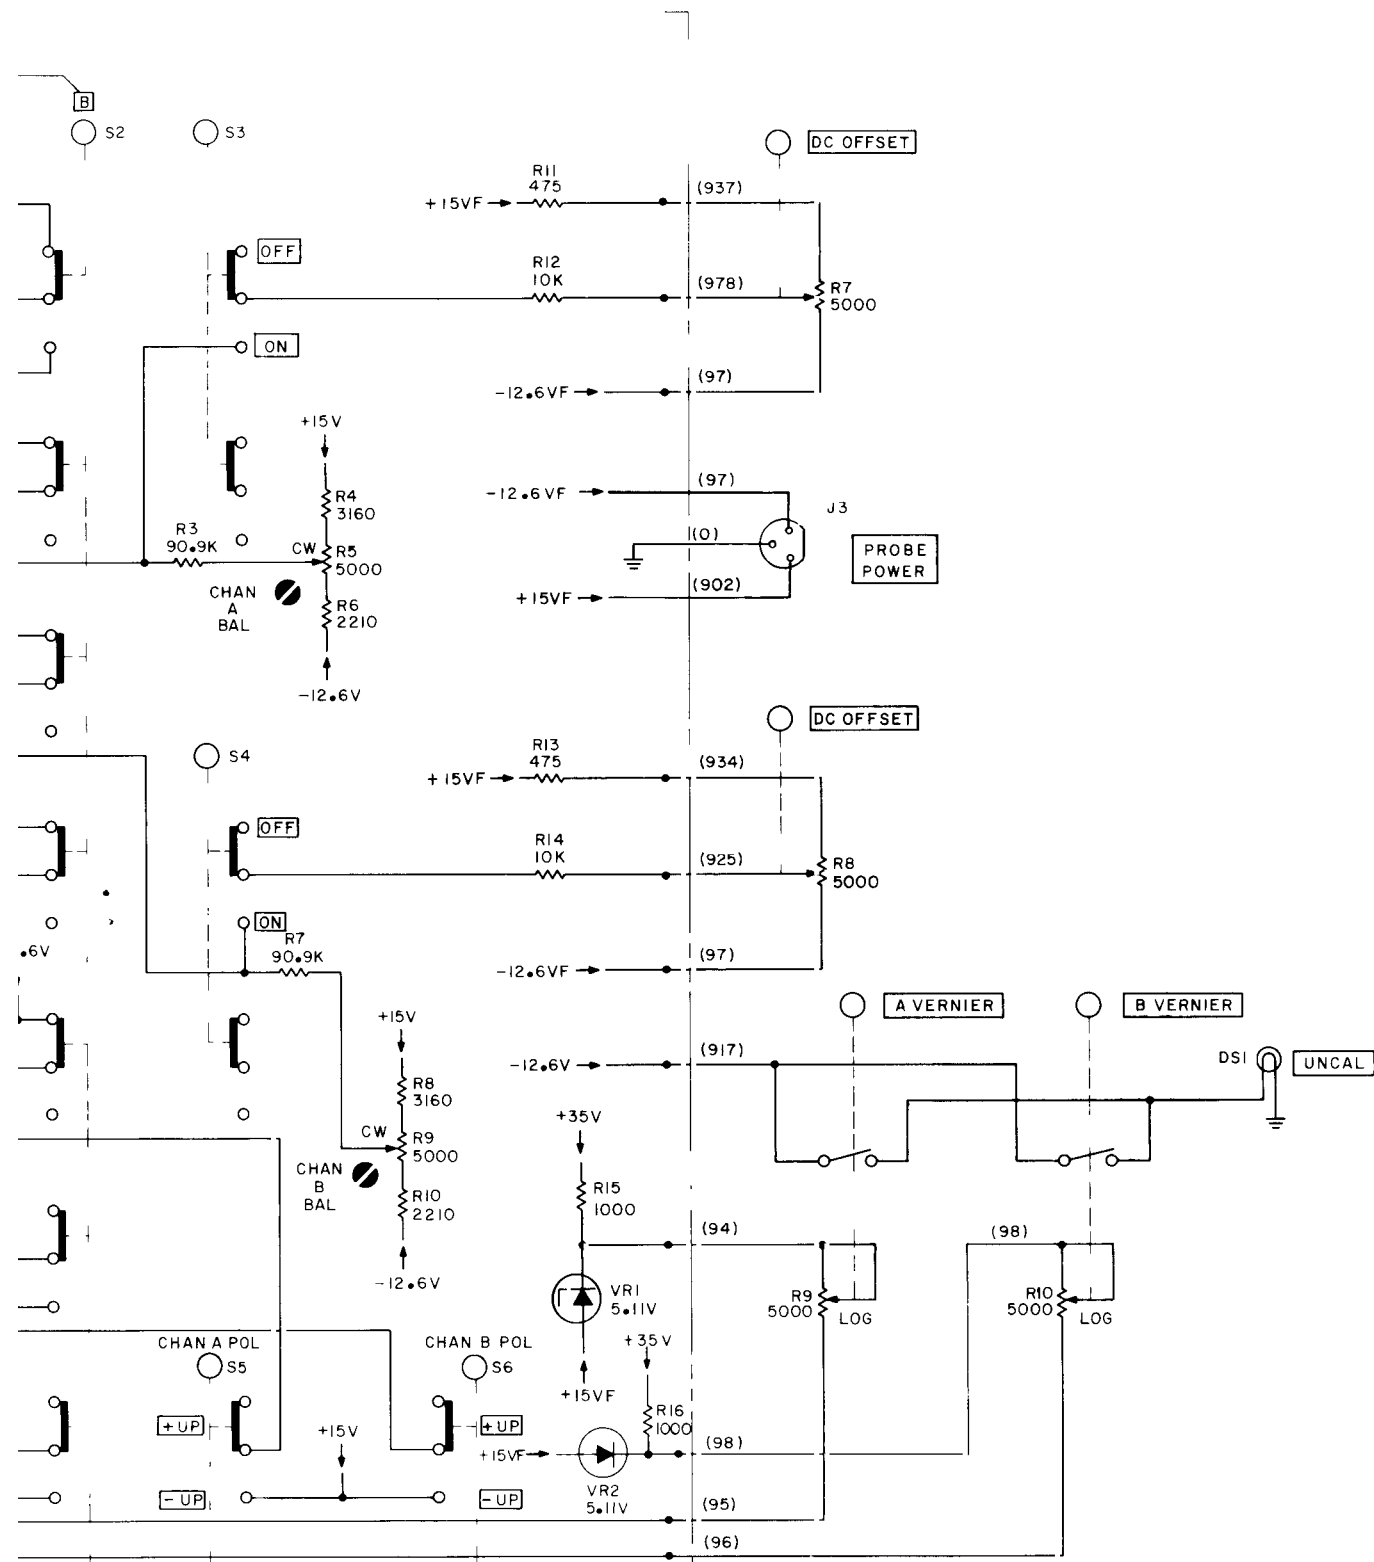 B
S2
S3
DC OFFSET
R11
475
(937)
+15VF
OFF
R12
10K
(978)
R7
5000
ON
(97)
-12.6VF
+15V
(97)
-12.6VF
R4
3160
J3
R3
90.9K
CW
R5
5000
(0)
PROBE
POWER
(902)
CHAN
A
BAL
R6
2210
+15VF
-12.6V
DC OFFSET
R13
475
(934)
S4
+15VF
OFF
R14
10K
(925)
R8
5000
ON
.6V
R7
90.9K
(97)
-12.6VF
A VERNIER
B VERNIER
+15V
(917)
-12.6V
DS1
UNCAL
R8
3160
+35V
CW
R9
5000
CHAN
B
BAL
R10
2210
R15
1000
(94)
(98)
-12.6V
VR1
5.11V
R9
5000
LOG
R10
5000
LOG
CHAN A POL
S5
CHAN B POL
S6
+35V
+15VF
+UP
+15V
+UP
R16
1000
+15VF
(98)
-UP
-UP
VR2
5.11V
(95)
(96)